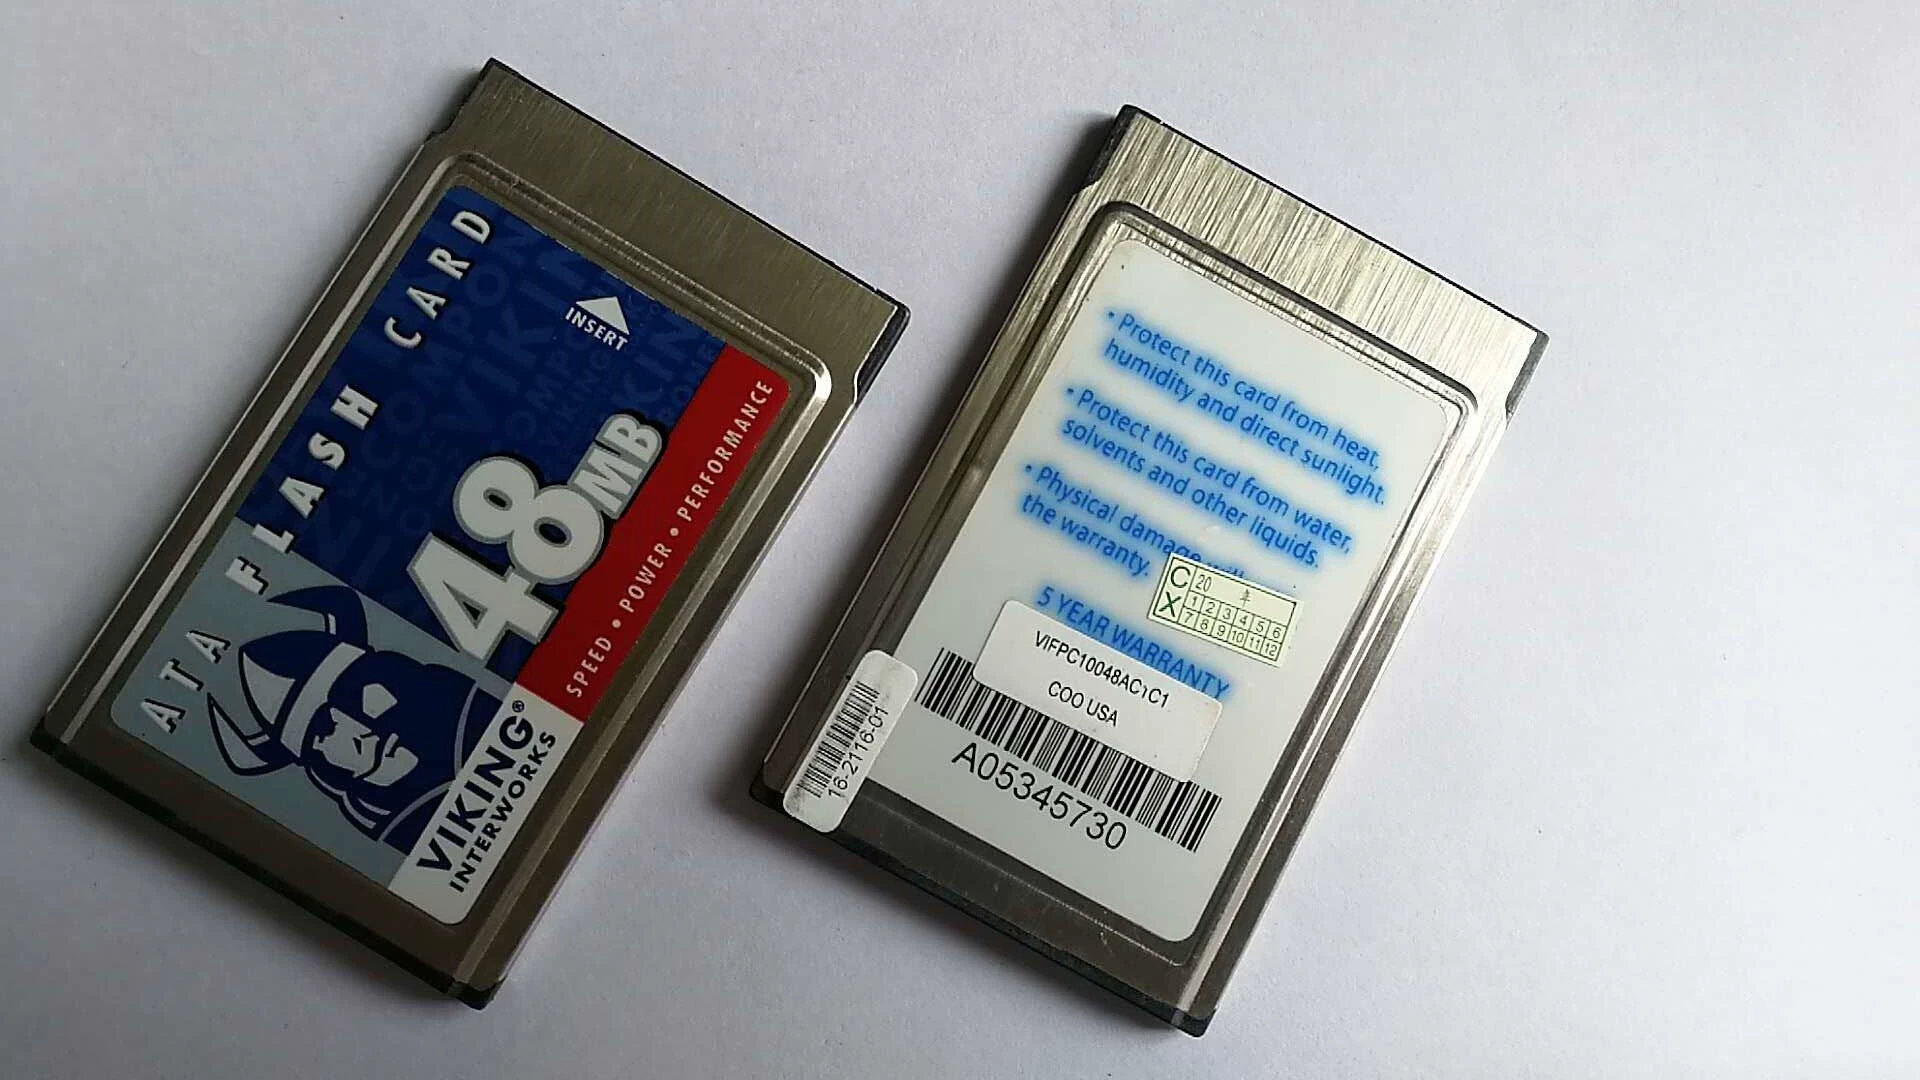 ATA FLASH CARD
INSERT
48MB
SPEED • POWER • PERFORMANCE
VIKING®
INTERWORKS
• Protect this card from heat,
humidity and direct sunlight.
• Protect this card from water,
solvents and other liquids.
• Physical damage will
the warranty.
5 YEAR WARRANTY
C 20 年
X 1 2 3 4 5 6
7 8 9 10 11 12
COO USA
16-2116-01
A05345730